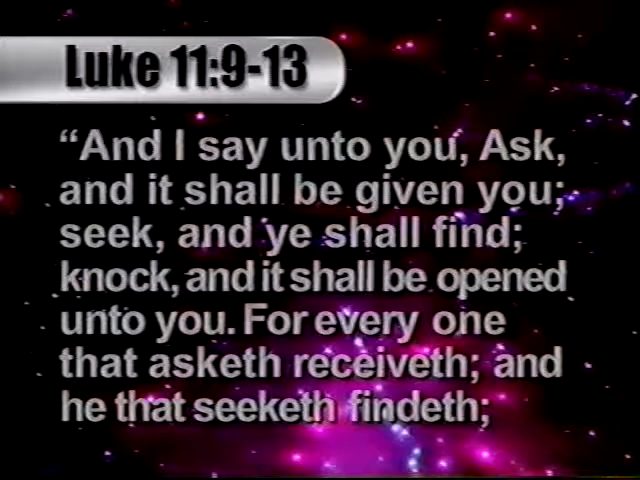 Luke 11:9-13
“And I say unto you, Ask,
and it shall be given you;
seek, and ye shall find;
knock, and it shall be opened
unto you. For every one
that asketh receiveth; and
he that seeketh findeth;